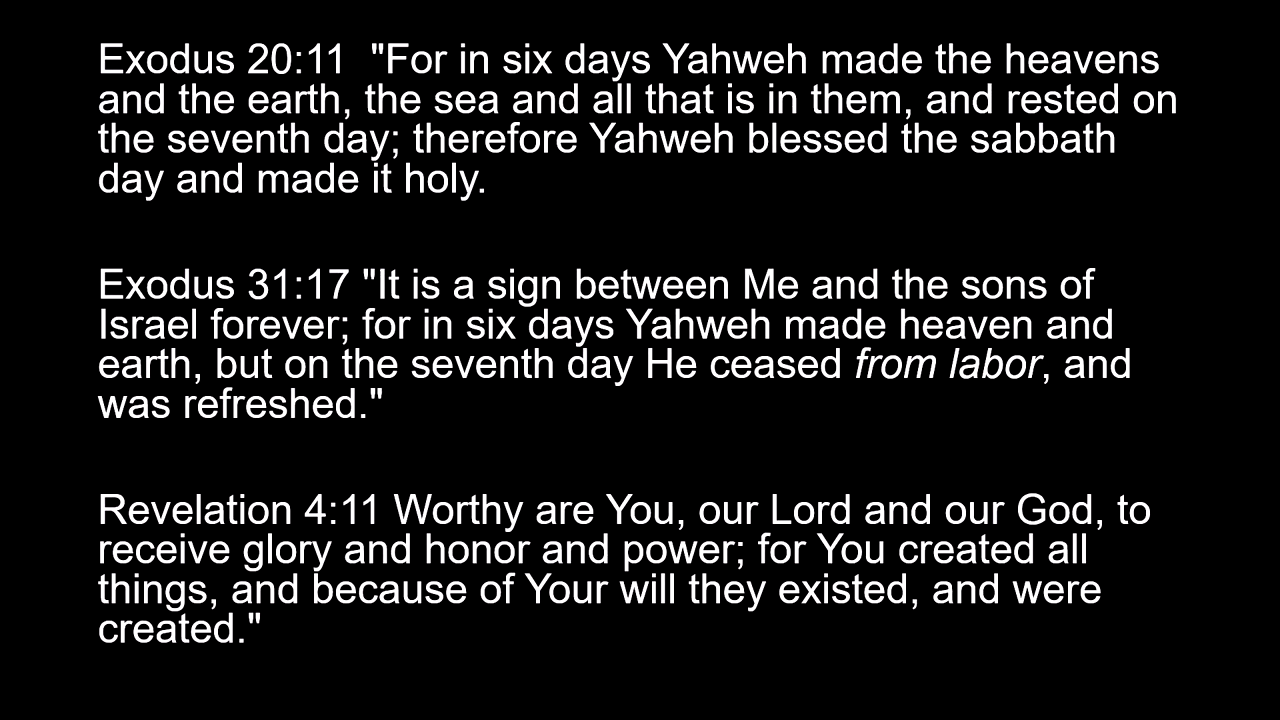 Exodus 20:11  "For in six days Yahweh made the heavens
and the earth, the sea and all that is in them, and rested on
the seventh day; therefore Yahweh blessed the sabbath
day and made it holy.
Exodus 31:17 "It is a sign between Me and the sons of
Israel forever; for in six days Yahweh made heaven and
earth, but on the seventh day He ceased from labor, and
was refreshed."
Revelation 4:11 Worthy are You, our Lord and our God, to
receive glory and honor and power; for You created all
things, and because of Your will they existed, and were
created."